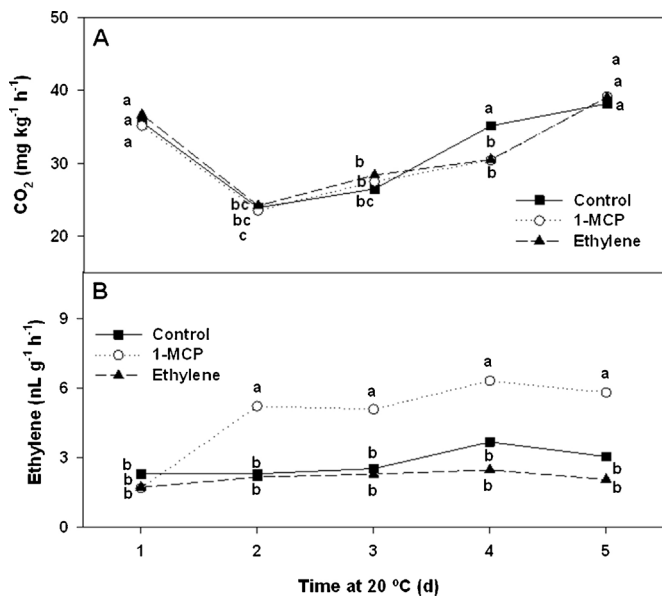 A
50
40
30
20
CO₂ (mg kg⁻¹ h⁻¹)
a
a
a
bc
bc
c
b
b
bc
a
b
b
a
a
a
Control
1-MCP
Ethylene
B
9
6
3
0
Ethylene (nL g⁻¹ h⁻¹)
Control
1-MCP
Ethylene
b
b
b
a
b
b
a
b
b
a
b
b
a
b
b
1 2 3 4 5
Time at 20 ºC (d)